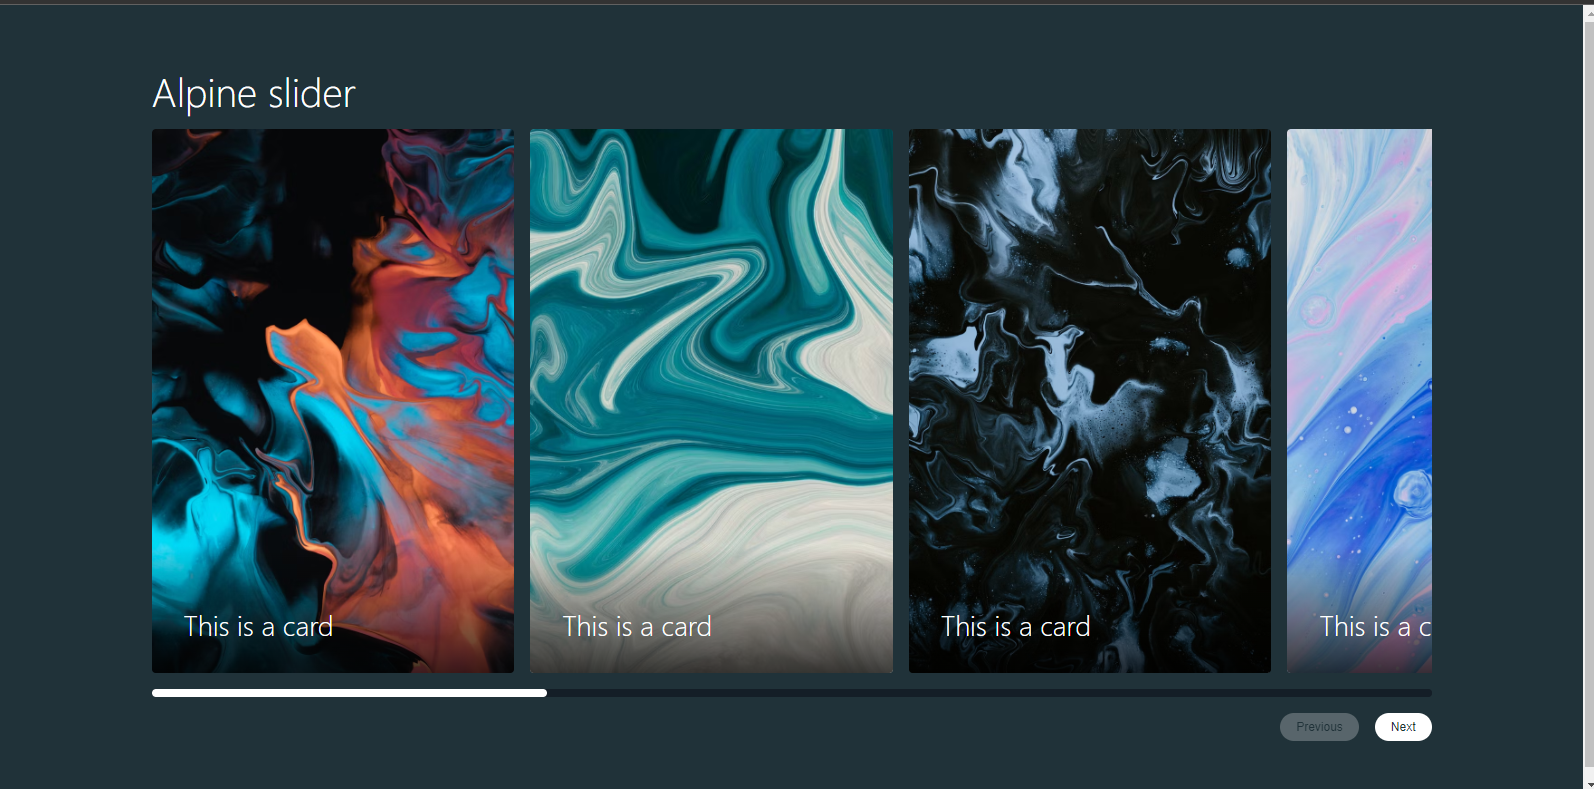 Alpine slider
This is a card
This is a card
This is a card
This is a c
Previous
Next